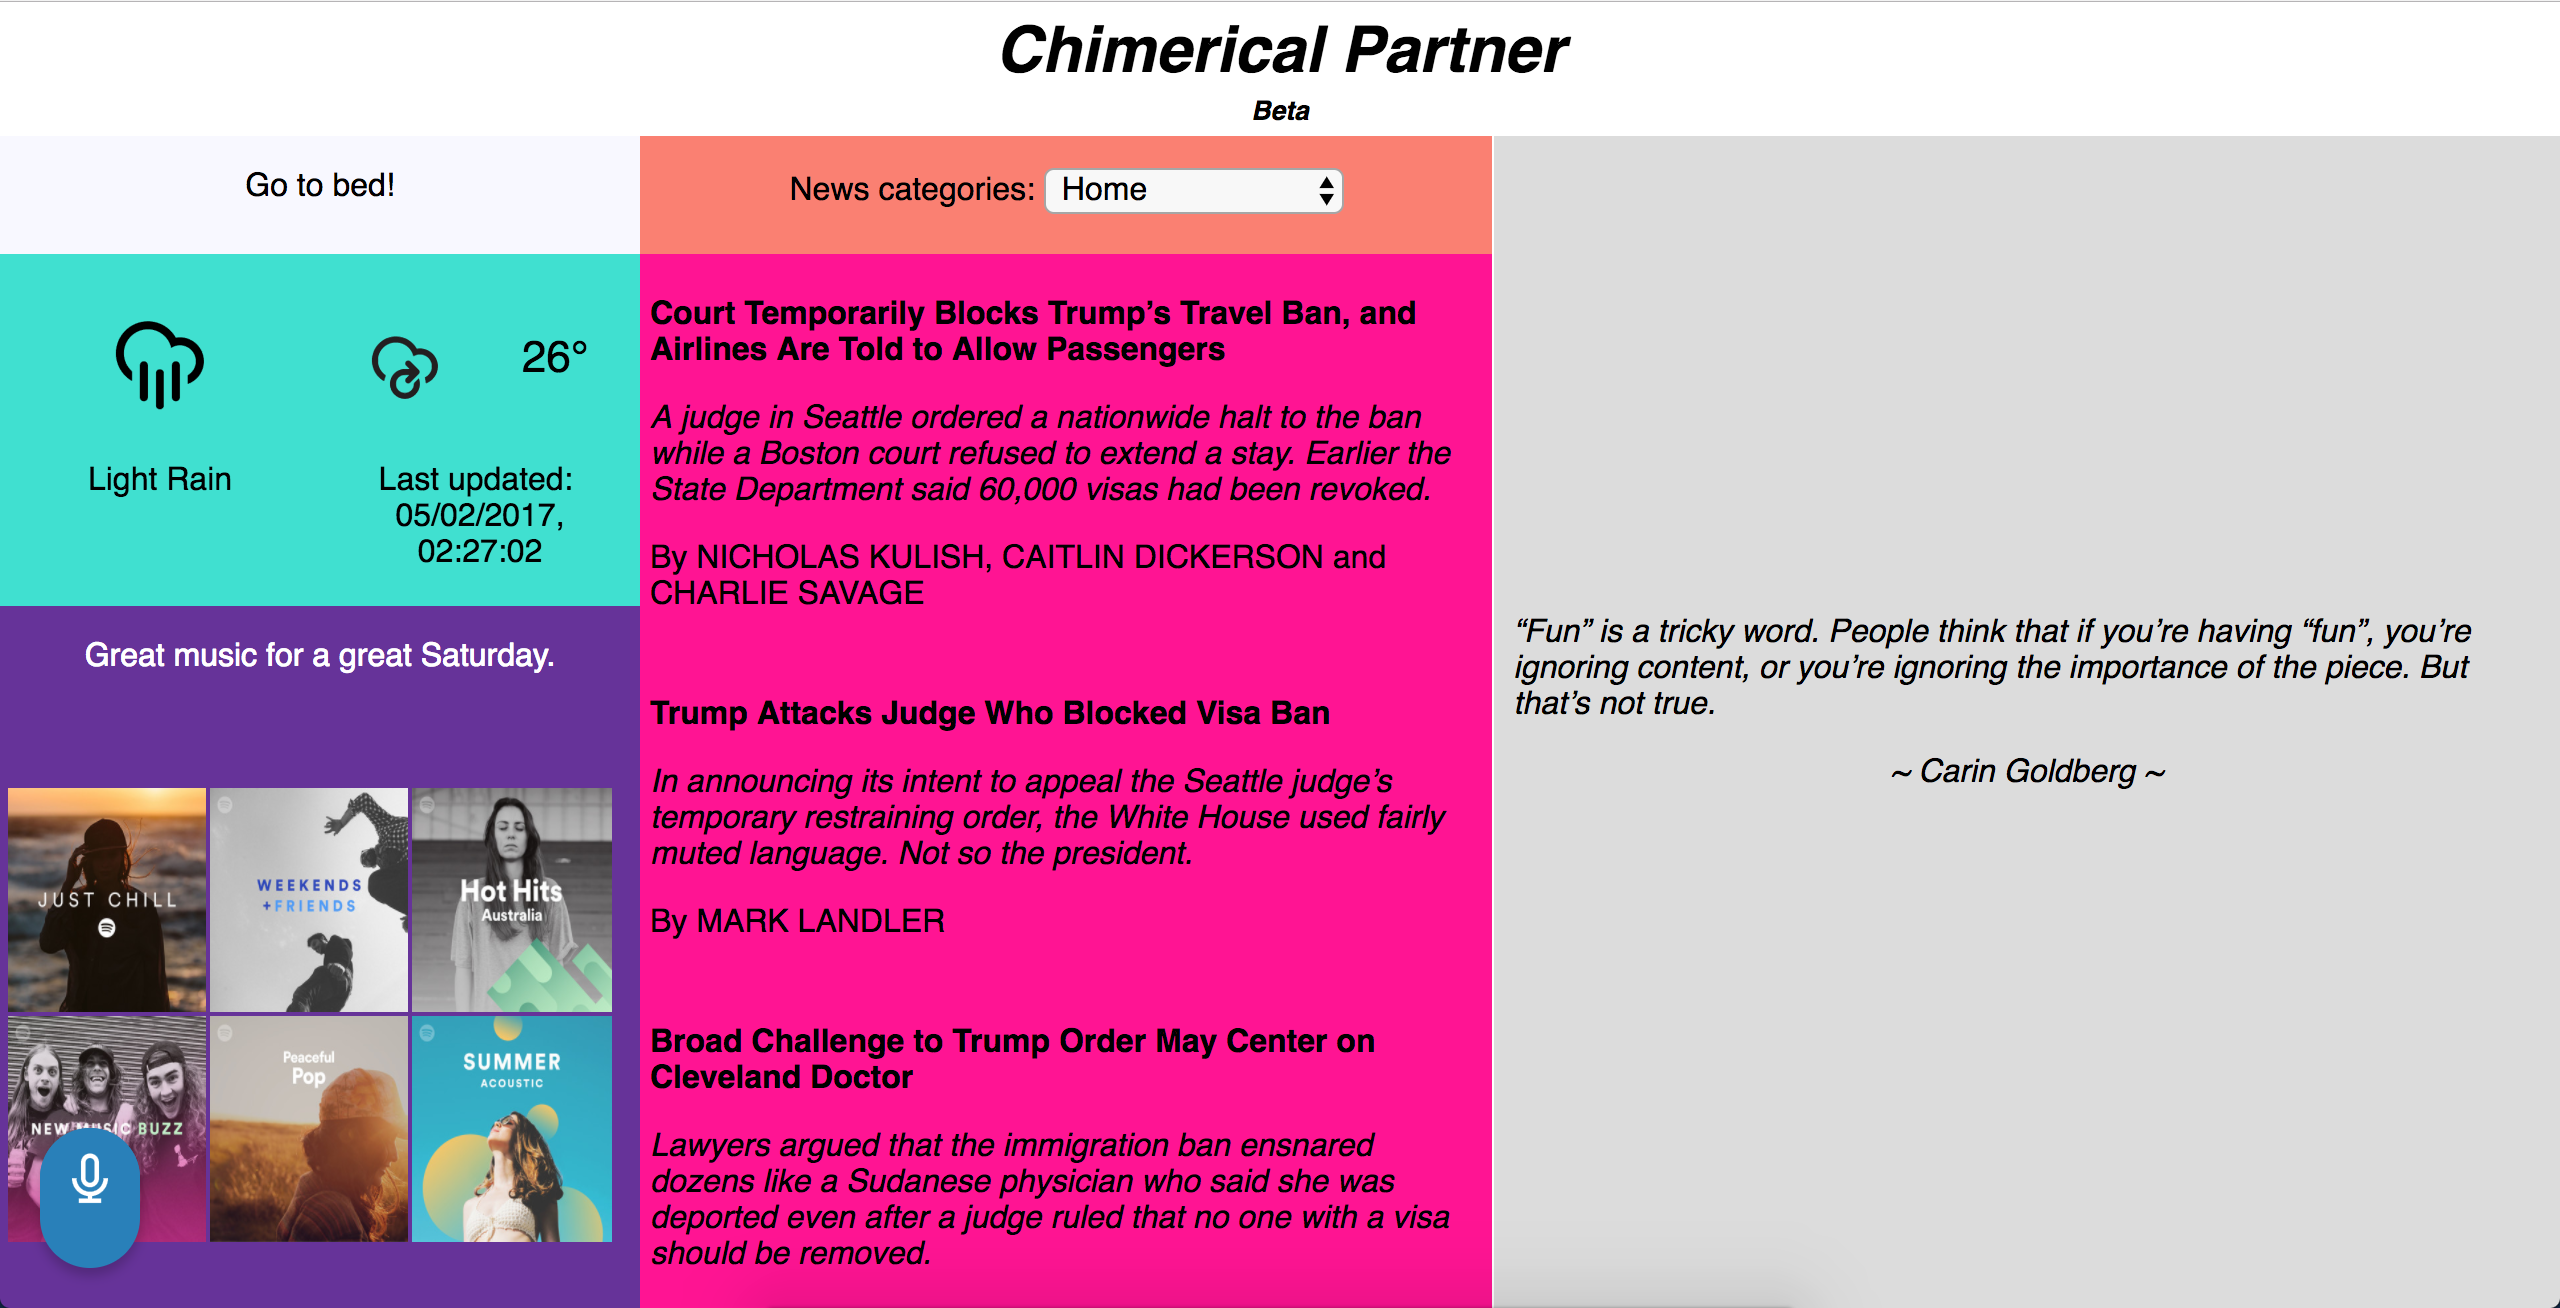 Chimerical Partner
Beta
Go to bed!
26°
Light Rain
Last updated:
05/02/2017,
02:27:02
Great music for a great Saturday.
JUST CHILL
WEEKENDS
+FRIENDS
Hot Hits
Australia
NEW MUSIC BUZZ
Peaceful
Pop
SUMMER
ACOUSTIC
News categories: Home
Court Temporarily Blocks Trump’s Travel Ban, and
Airlines Are Told to Allow Passengers
A judge in Seattle ordered a nationwide halt to the ban
while a Boston court refused to extend a stay. Earlier the
State Department said 60,000 visas had been revoked.
By NICHOLAS KULISH, CAITLIN DICKERSON and
CHARLIE SAVAGE
Trump Attacks Judge Who Blocked Visa Ban
In announcing its intent to appeal the Seattle judge’s
temporary restraining order, the White House used fairly
muted language. Not so the president.
By MARK LANDLER
Broad Challenge to Trump Order May Center on
Cleveland Doctor
Lawyers argued that the immigration ban ensnared
dozens like a Sudanese physician who said she was
deported even after a judge ruled that no one with a visa
should be removed.
“Fun” is a tricky word. People think that if you’re having “fun”, you’re
ignoring content, or you’re ignoring the importance of the piece. But
that’s not true.
~ Carin Goldberg ~